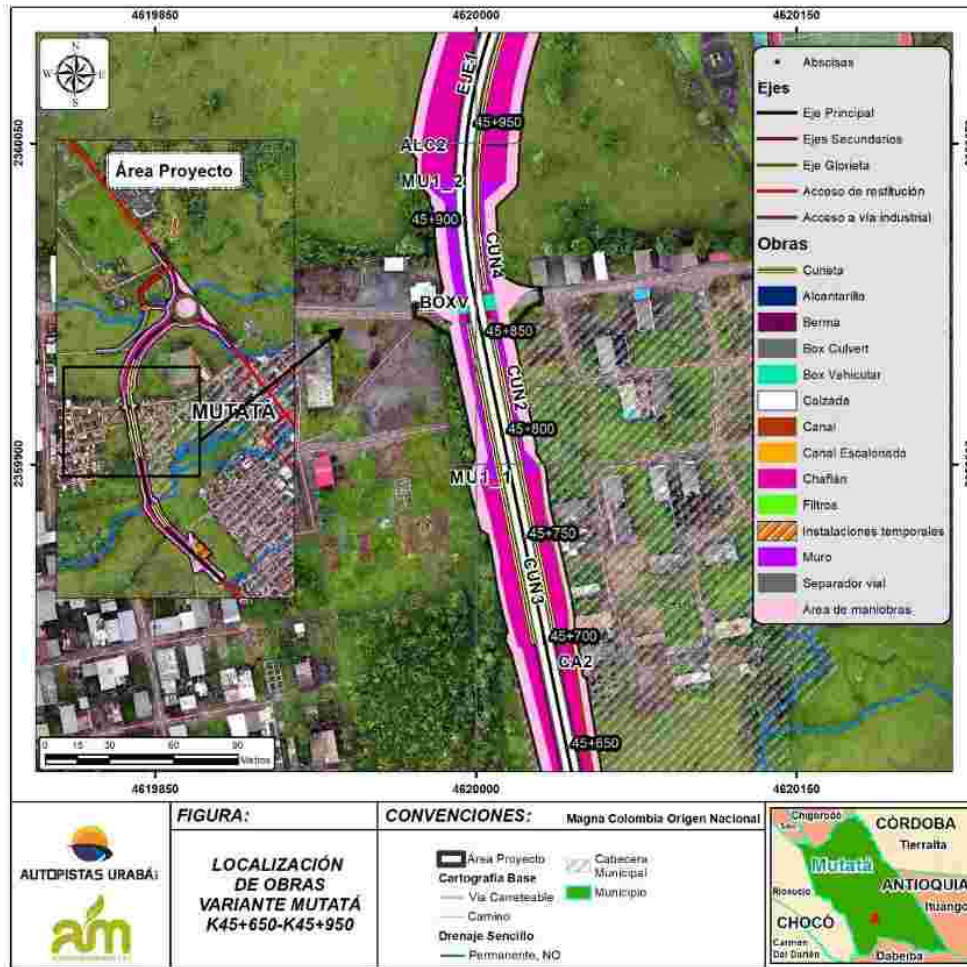 4619850
4620000
4620150
N
W
E
S
Área Proyecto
MUTATÁ
2360050
2359900
EJE1
45+950
ALC2
MU1_2
45+900
CUN4
BOXV
45+850
CUN2
45+800
MU1_1
45+750
CUN3
45+700
CA2
45+650
Abscisas
Ejes
Eje Principal
Ejes Secundarios
Eje Glorieta
Acceso de restitución
Acceso a vía industrial
Obras
Cuneta
Alcantarilla
Berma
Box Culvert
Box Vehicular
Calzada
Canal
Canal Escalonado
Chaflán
Filtros
Instalaciones temporales
Muro
Separador vial
Área de maniobras
0 15 30 60 90
Metros
4619850
4620000
4620150
AUTOPISTAS URABÁ
am
FIGURA:
LOCALIZACIÓN
DE OBRAS
VARIANTE MUTATÁ
K45+650-K45+950
CONVENCIONES:
Magna Colombia Origen Nacional
Área Proyecto
Cartografía Base
Vía Carreteable
Camino
Drenaje Sencillo
Permanente, NO
Cabecera
Municipal
Municipio
Chigorodó
CÓRDOBA
Tierralta
Mutatá
ANTIOQUIA
Riosucio
Ituango
CHOCÓ
Carmen
Del Darién
Dabeiba